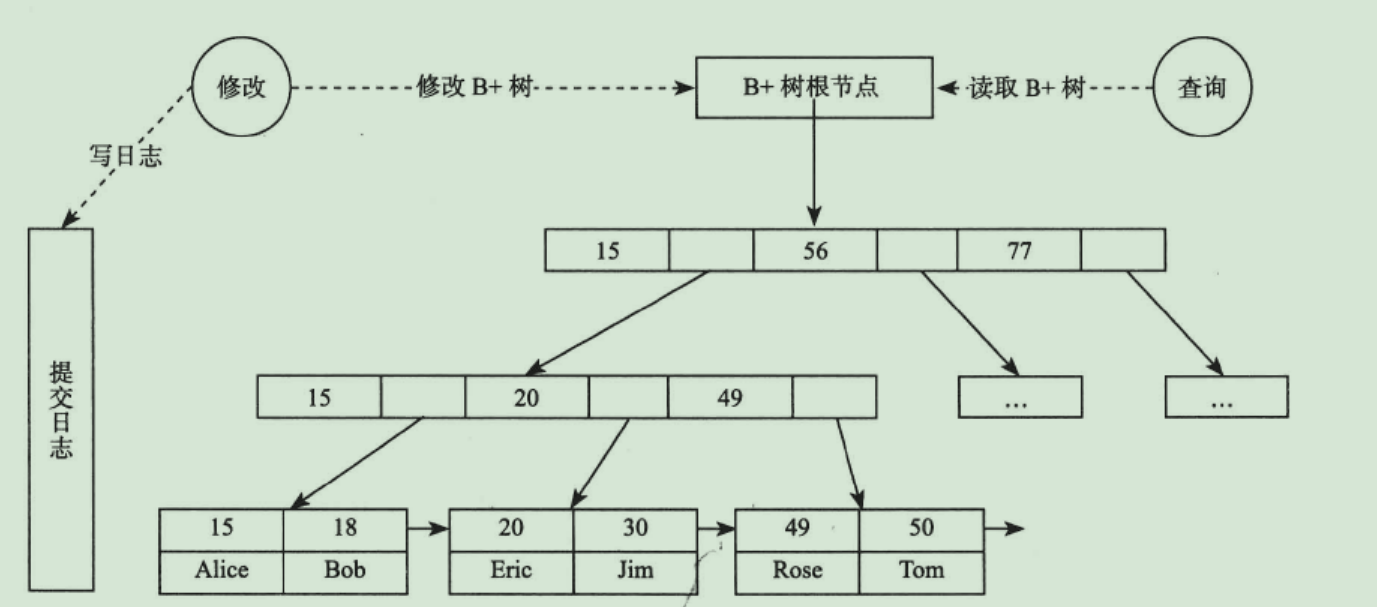 修改
修改 B+ 树
B+ 树根节点
读取 B+ 树
查询
写日志
15 56 77
提交日志
15 20 49
... ...
15 18 20 30 49 50
Alice Bob Eric Jim Rose Tom